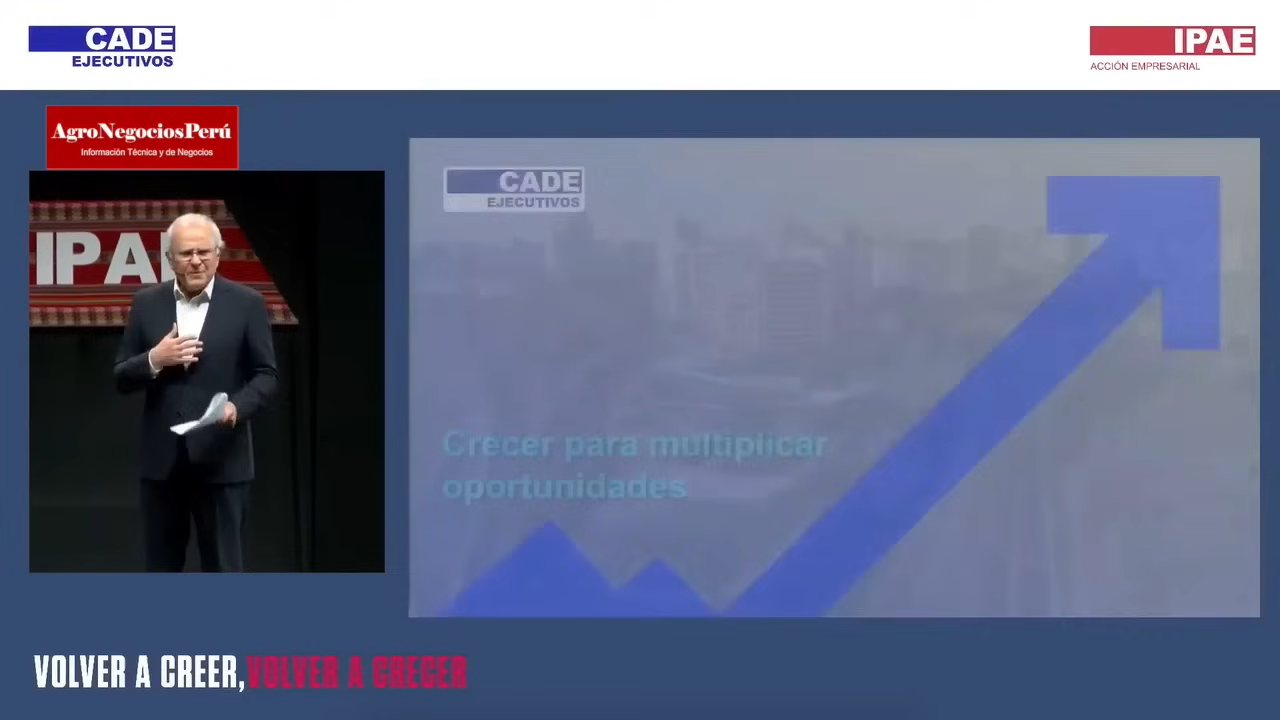 CADE
EJECUTIVOS
IPAE
ACCIÓN EMPRESARIAL
AgroNegociosPerú
Información Técnica y de Negocios
IPAE
CADE
EJECUTIVOS
Crecer para multiplicar
oportunidades
VOLVER A CREER, VOLVER A CRECER